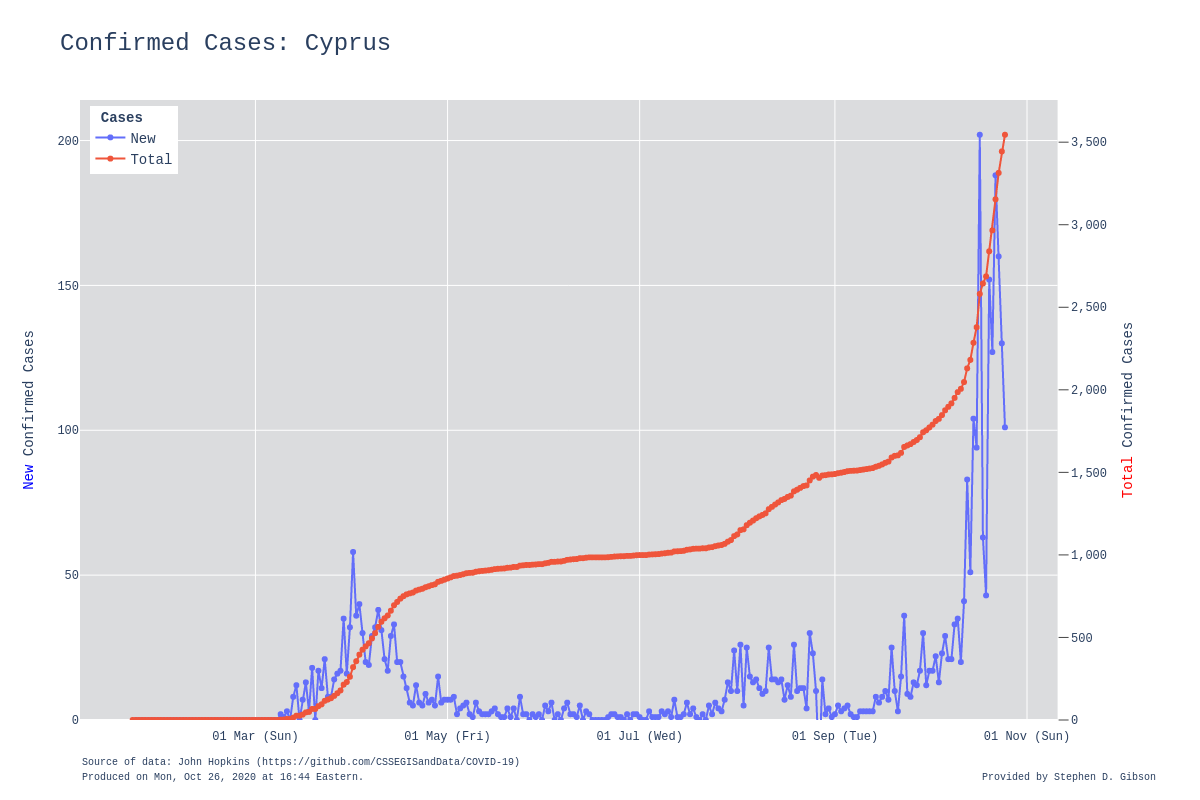 Confirmed Cases: Cyprus
Cases
New
Total
200
150
100
50
0
3,500
3,000
2,500
2,000
1,500
1,000
500
0
New Confirmed Cases
Total Confirmed Cases
01 Mar (Sun)
01 May (Fri)
01 Jul (Wed)
01 Sep (Tue)
01 Nov (Sun)
Source of data: John Hopkins (https://github.com/CSSEGISandData/COVID-19)
Produced on Mon, Oct 26, 2020 at 16:44 Eastern.
Provided by Stephen D. Gibson